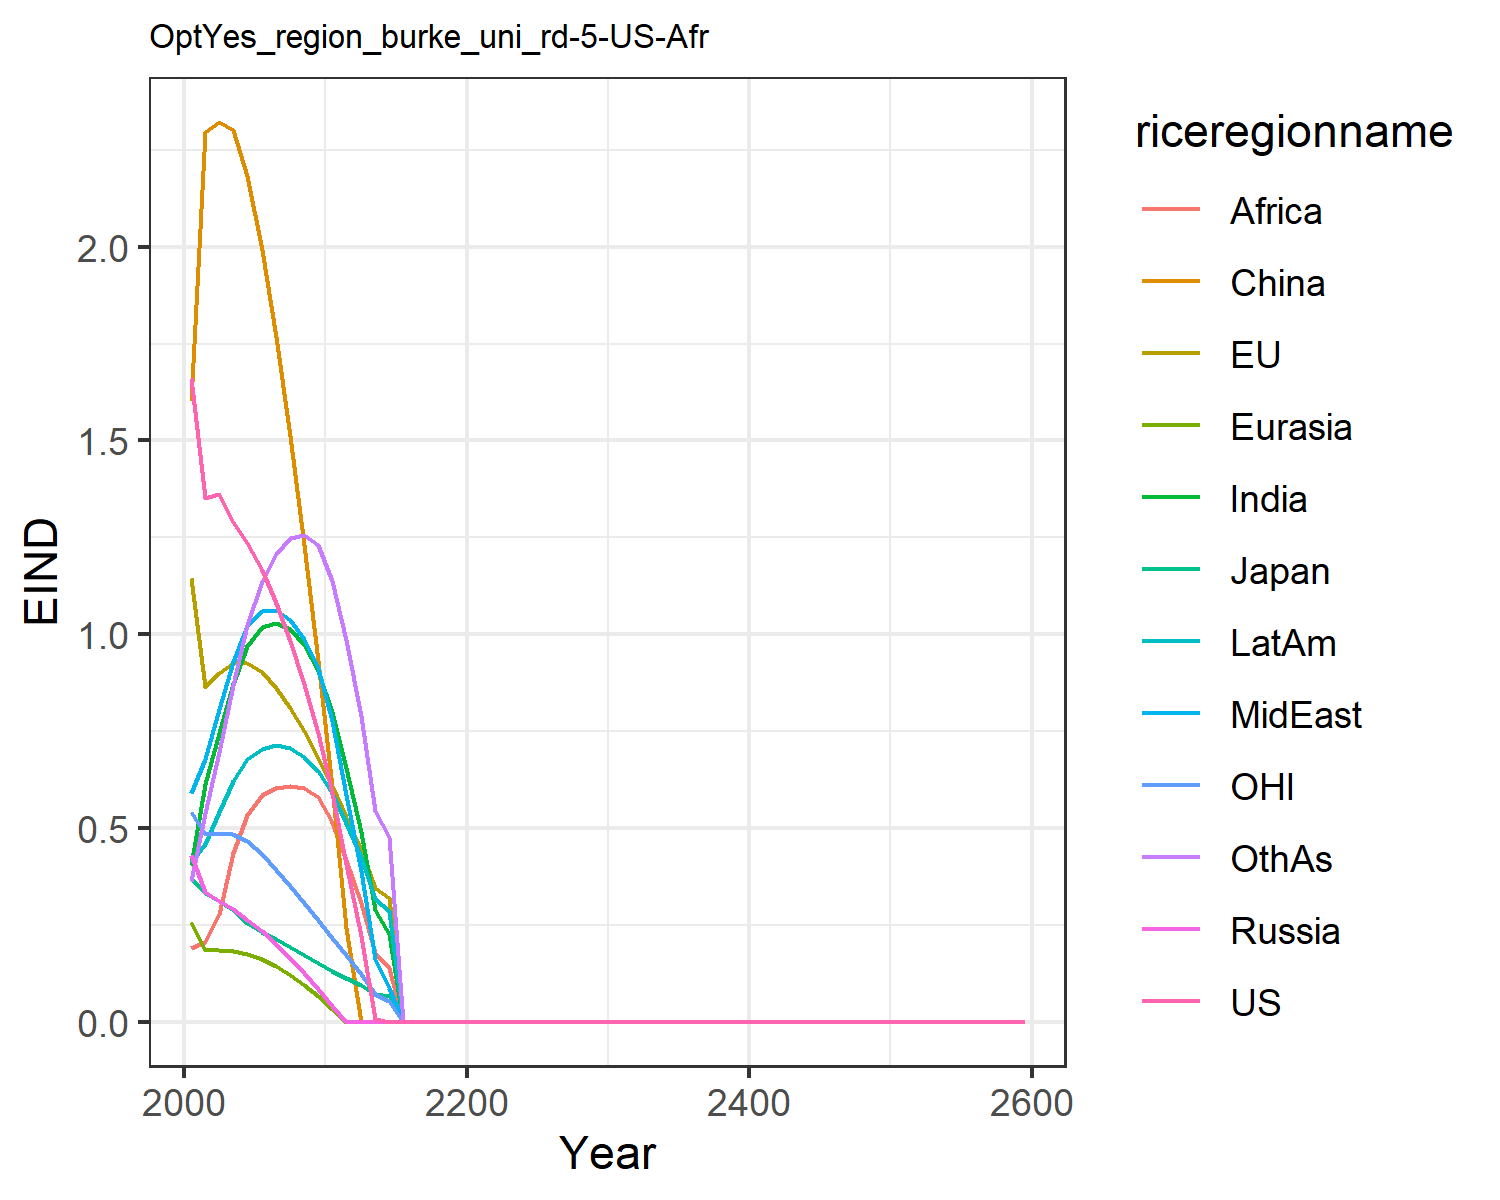 OptYes_region_burke_uni_rd-5-US-Afr
EIND
2.0
1.5
1.0
0.5
0.0
2000 2200 2400 2600
Year
riceregionname
Africa
China
EU
Eurasia
India
Japan
LatAm
MidEast
OHI
OthAs
Russia
US